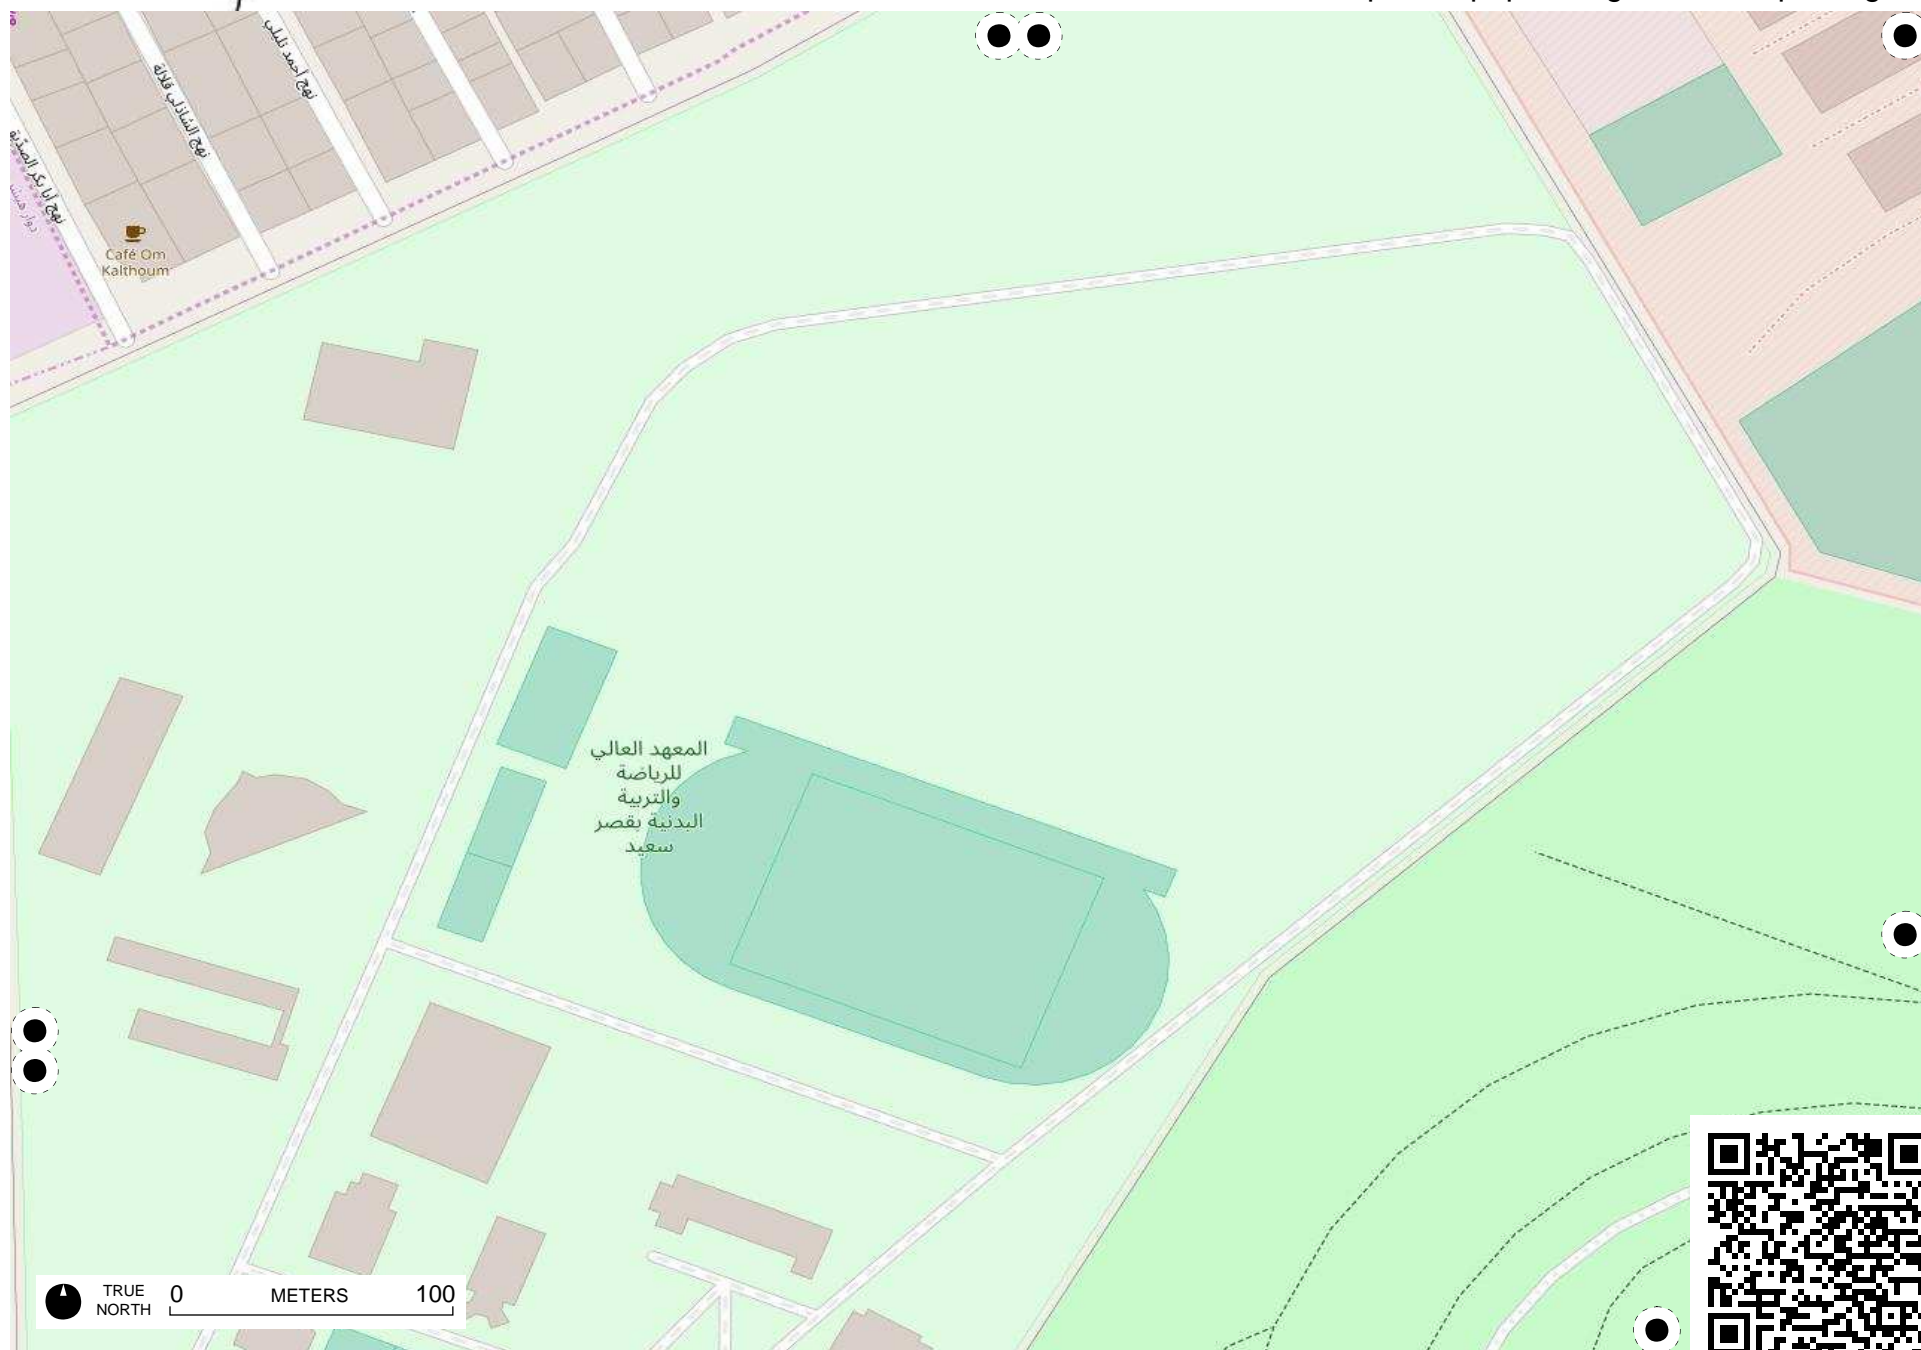 نهج أحمد تليلي
نهج الشاذلي قلالة
نهج أبا بكر الصديق
Café Om
Kalthoum
المعهد العالي
للرياضة
والتربية
البدنية بقصر
سعيد
TRUE
NORTH
0 METERS 100